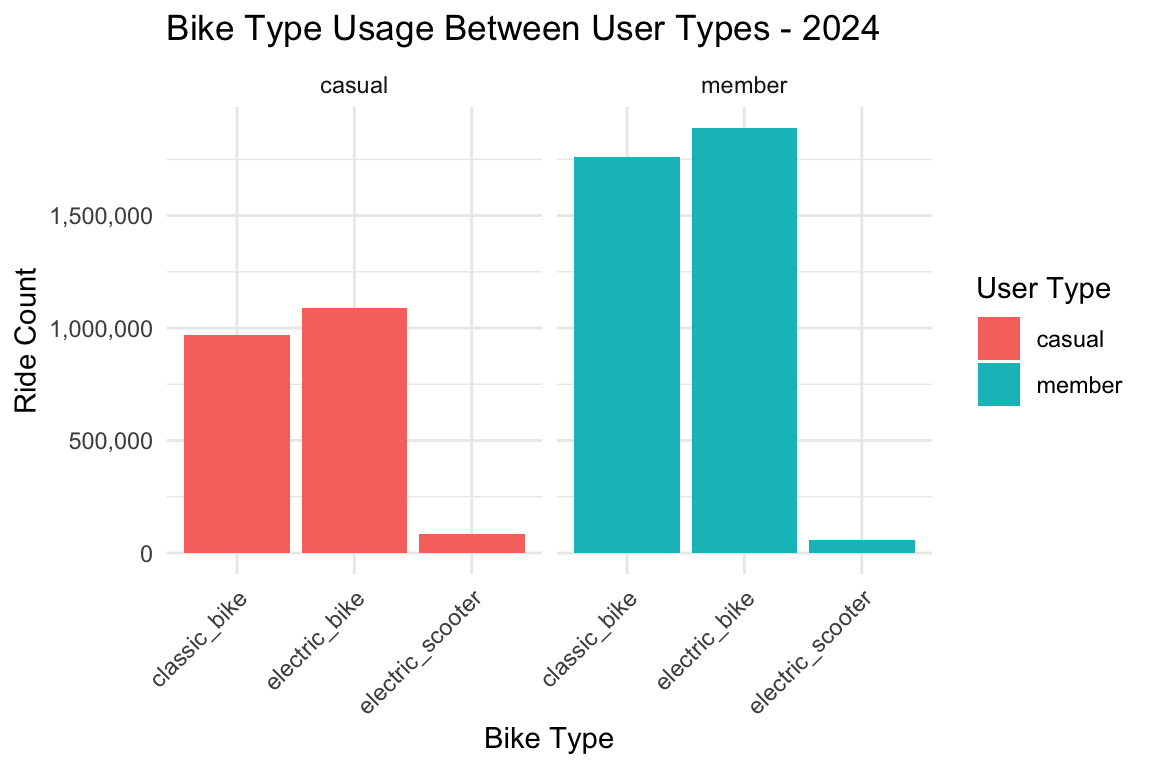 Bike Type Usage Between User Types - 2024
casual
member
Ride Count
1,500,000
1,000,000
500,000
0
classic_bike
electric_bike
electric_scooter
classic_bike
electric_bike
electric_scooter
Bike Type
User Type
casual
member